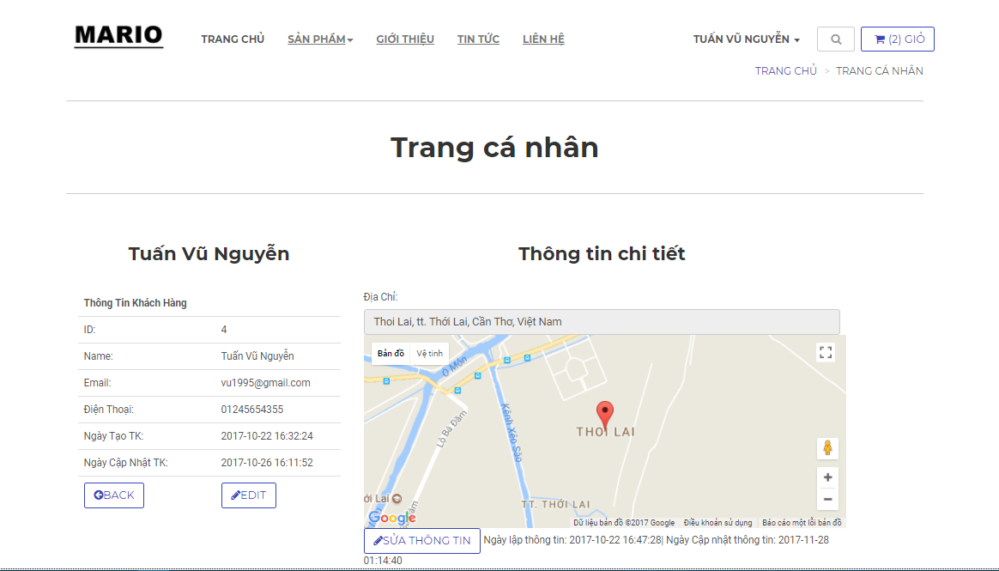 MARIO TRANG CHỦ SẢN PHẨM GIỚI THIỆU TIN TỨC LIÊN HỆ TUẤN VŨ NGUYỄN (2) GIỎ
TRANG CHỦ > TRANG CÁ NHÂN
Trang cá nhân
Tuấn Vũ Nguyễn
Thông Tin Khách Hàng
ID: 4
Name: Tuấn Vũ Nguyễn
Email: vu1995@gmail.com
Điện Thoại: 01245654355
Ngày Tạo TK: 2017-10-22 16:32:24
Ngày Cập Nhật TK: 2017-10-26 16:11:52
BACK EDIT
Thông tin chi tiết
Địa Chỉ:
Thoi Lai, tt. Thới Lai, Cần Thơ, Việt Nam
Bản đồ Vệ tinh
Ô Môn
Lộ Bà Đầm
Kênh Xẻo Sào
THOI LAI
ới Lai
TT. THỚI LAI
Google
Dữ liệu bản đồ ©2017 Google Điều khoản sử dụng Báo cáo một lỗi bản đồ
SỬA THÔNG TIN Ngày lập thông tin: 2017-10-22 16:47:28| Ngày Cập nhật thông tin: 2017-11-28
01:14:40